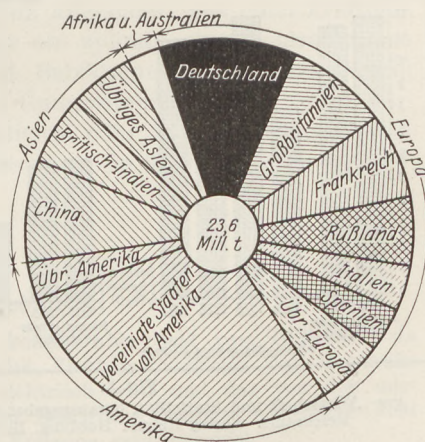 Afrika u. Australien
Deutschland
Großbritannien
Europa
Frankreich
Rußland
Italien
Spanien
Übr. Europa
Amerika
Vereinigte Staaten
von Amerika
Übr. Amerika
China
Britisch-Indien
Übriges Asien
Asien
23,6
Mill. t